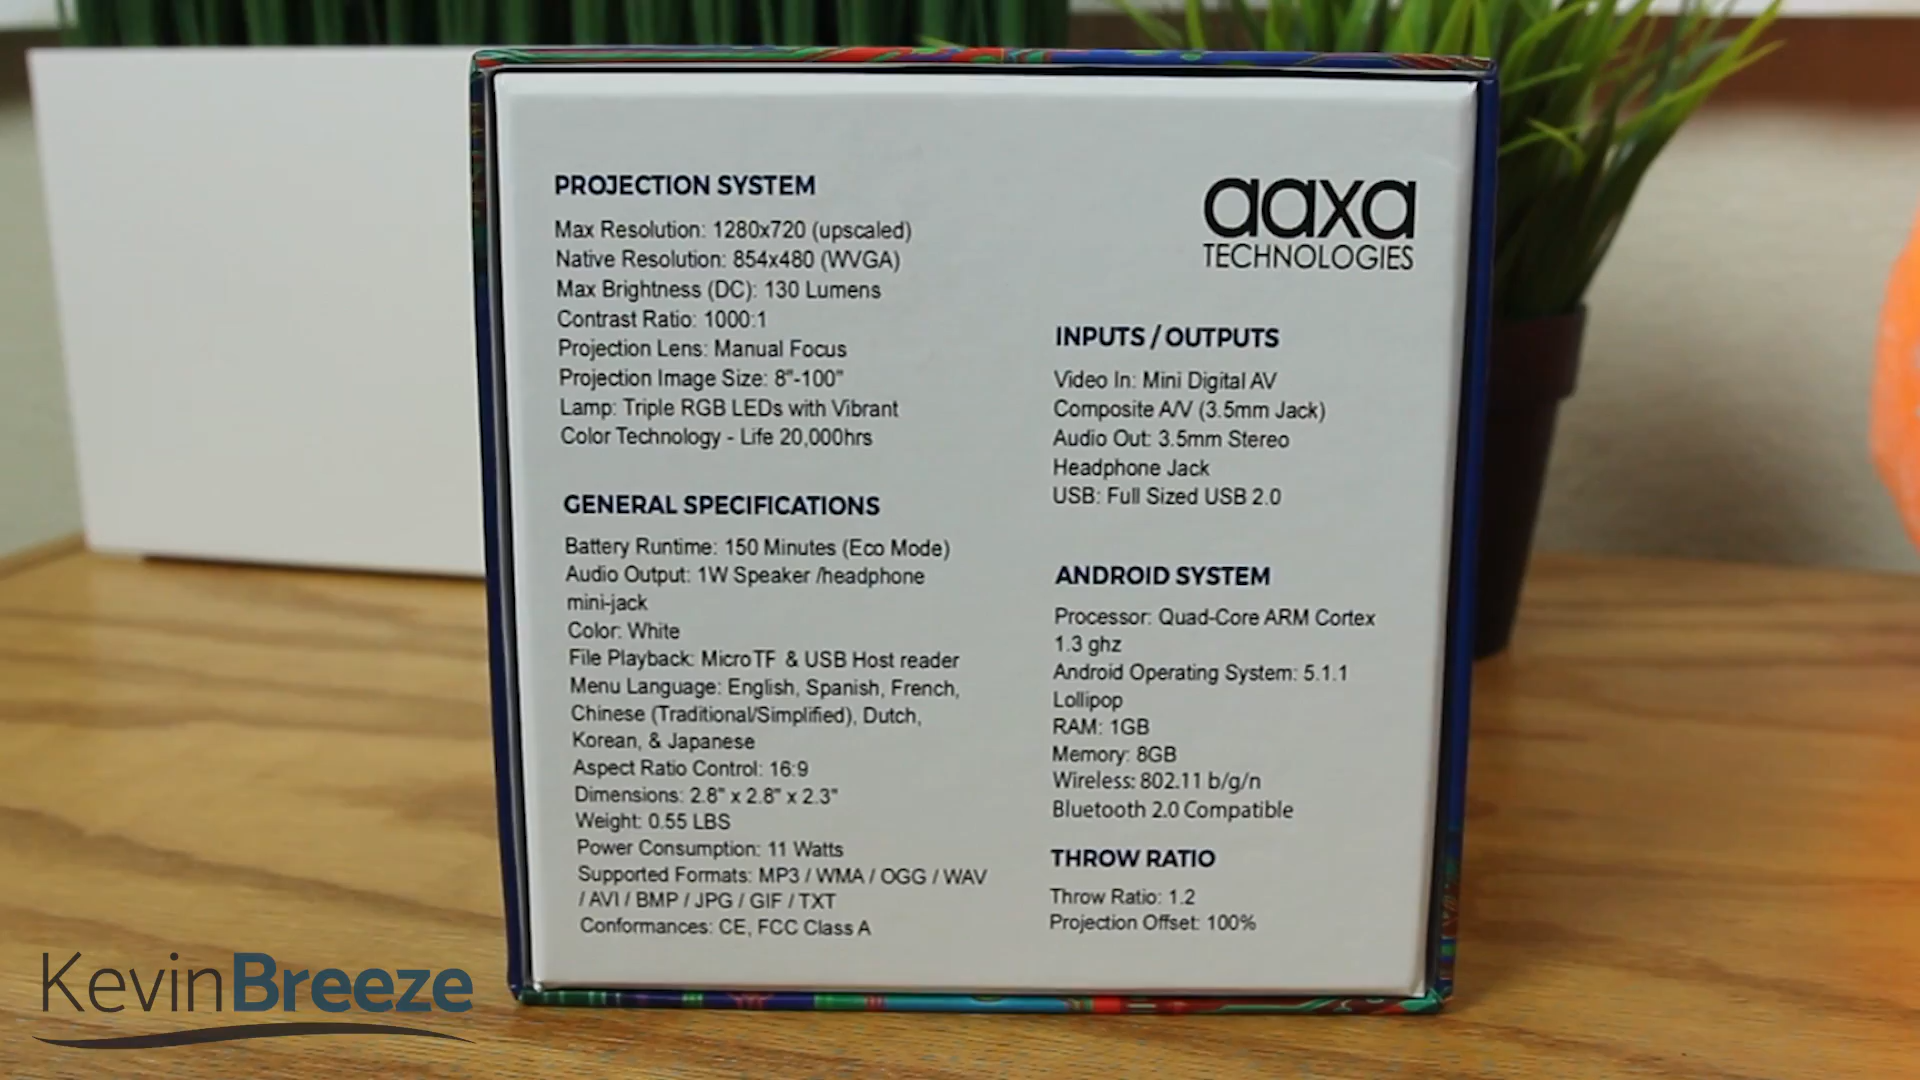 PROJECTION SYSTEM
Max Resolution: 1280x720 (upscaled)
Native Resolution: 854x480 (WVGA)
Max Brightness (DC): 130 Lumens
Contrast Ratio: 1000:1
Projection Lens: Manual Focus
Projection Image Size: 8"-100"
Lamp: Triple RGB LEDs with Vibrant
Color Technology - Life 20,000hrs
GENERAL SPECIFICATIONS
Battery Runtime: 150 Minutes (Eco Mode)
Audio Output: 1W Speaker /headphone
mini-jack
Color: White
File Playback: Micro TF & USB Host reader
Menu Language: English, Spanish, French,
Chinese (Traditional/Simplified), Dutch,
Korean, & Japanese
Aspect Ratio Control: 16:9
Dimensions: 2.8" x 2.8" x 2.3"
Weight: 0.55 LBS
Power Consumption: 11 Watts
Supported Formats: MP3 / WMA / OGG / WAV
/ AVI / BMP / JPG / GIF / TXT
Conformances: CE, FCC Class A
aaxa
TECHNOLOGIES
INPUTS / OUTPUTS
Video In: Mini Digital AV
Composite A/V (3.5mm Jack)
Audio Out: 3.5mm Stereo
Headphone Jack
USB: Full Sized USB 2.0
ANDROID SYSTEM
Processor: Quad-Core ARM Cortex
1.3 ghz
Android Operating System: 5.1.1
Lollipop
RAM: 1GB
Memory: 8GB
Wireless: 802.11 b/g/n
Bluetooth 2.0 Compatible
THROW RATIO
Throw Ratio: 1.2
Projection Offset: 100%
KevinBreeze